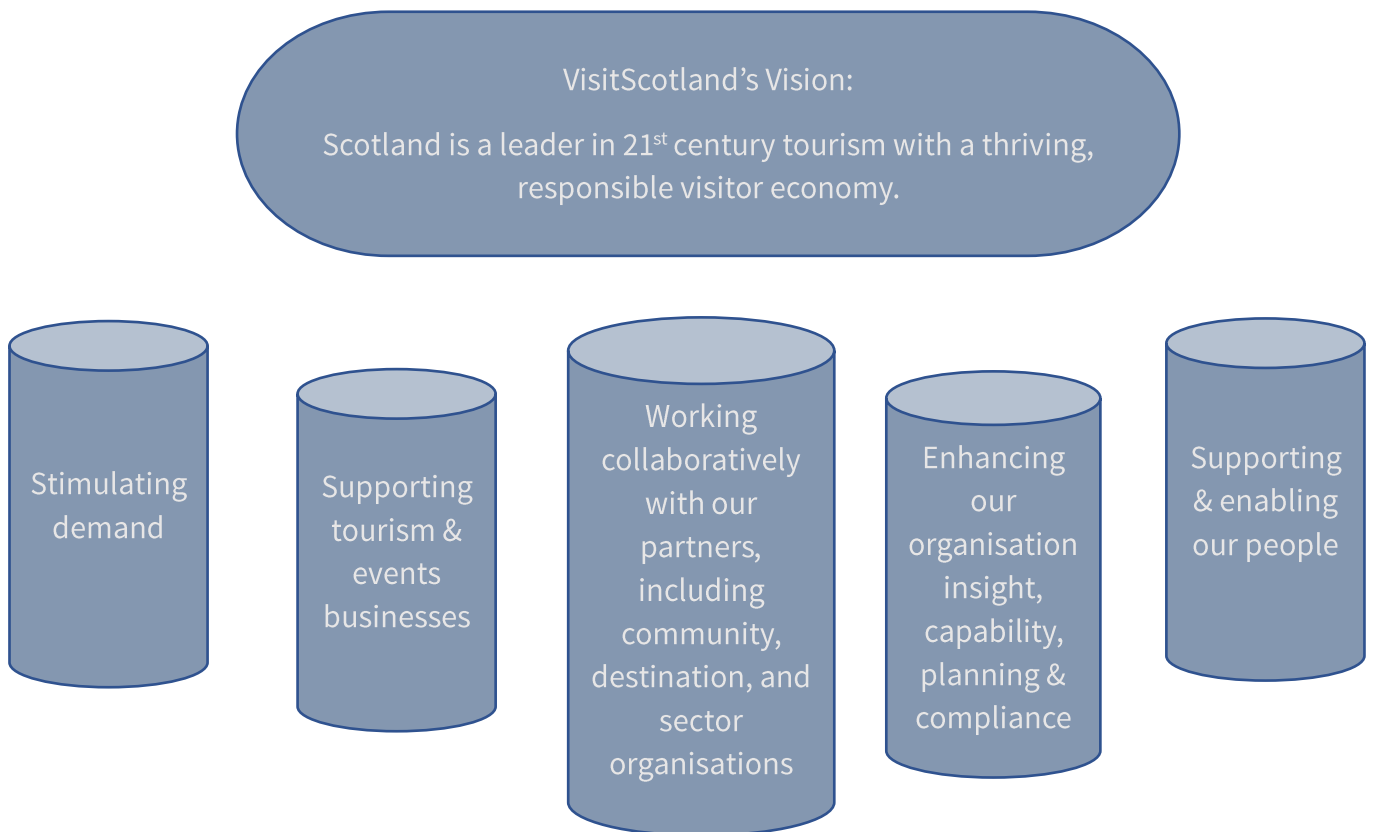 VisitScotland’s Vision:
Scotland is a leader in 21st century tourism with a thriving,
responsible visitor economy.
Stimulating
demand
Supporting
tourism &
events
businesses
Working
collaboratively
with our
partners,
including
community,
destination, and
sector
organisations
Enhancing
our
organisation
insight,
capability,
planning &
compliance
Supporting
& enabling
our people